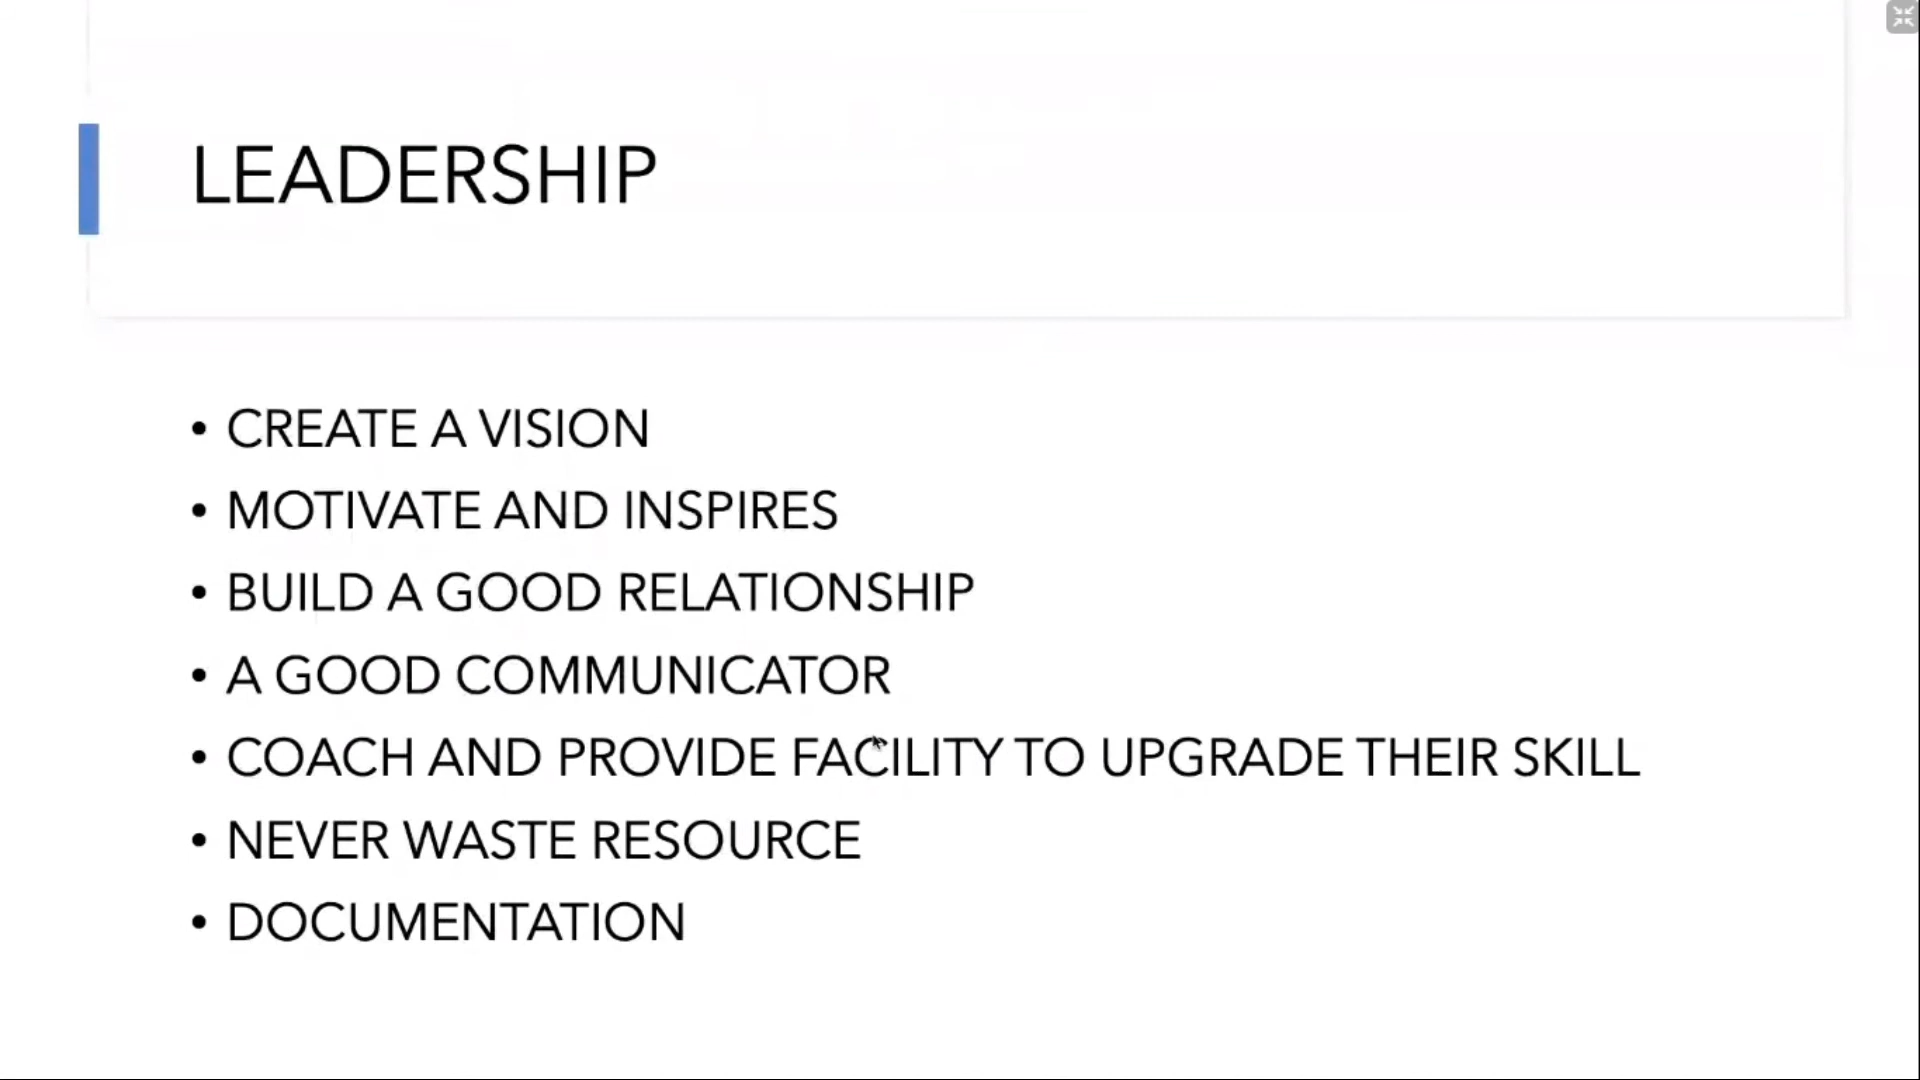 LEADERSHIP
• CREATE A VISION
• MOTIVATE AND INSPIRES
• BUILD A GOOD RELATIONSHIP
• A GOOD COMMUNICATOR
• COACH AND PROVIDE FACILITY TO UPGRADE THEIR SKILL
• NEVER WASTE RESOURCE
• DOCUMENTATION